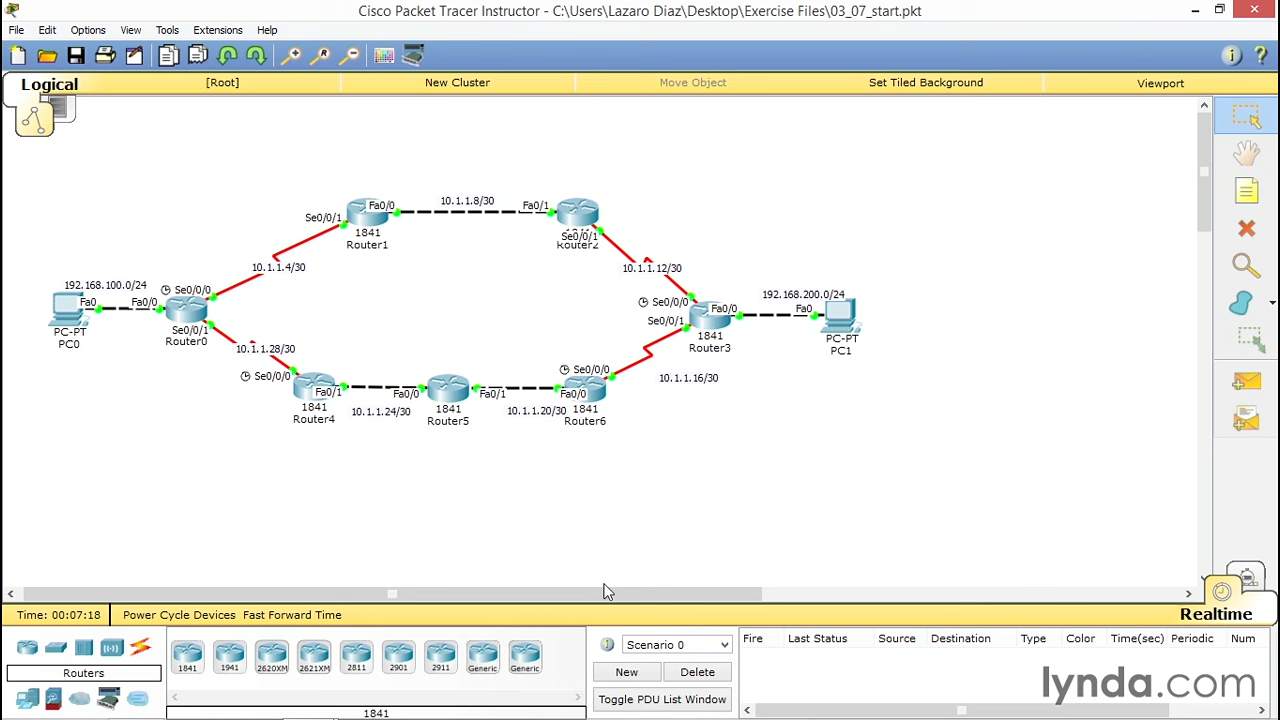 Cisco Packet Tracer Instructor - C:\Users\Lazaro Diaz\Desktop\Exercise Files\03_07_start.pkt
File Edit Options View Tools Extensions Help
Logical [Root] New Cluster Move Object Set Tiled Background Viewport
Fa0/0 10.1.1.8/30 Fa0/1
Se0/0/1
1841
Router1
Se0/0/1
Router2
10.1.1.4/30
10.1.1.12/30
192.168.100.0/24
Se0/0/0
Fa0 Fa0/0
PC-PT
PC0
Se0/0/1
Router0
192.168.200.0/24
Se0/0/0 Fa0/0 Fa0
Se0/0/1
1841
Router3
PC-PT
PC1
10.1.1.28/30
Se0/0/0
Fa0/1
1841
Router4
Fa0/0
10.1.1.24/30
1841
Router5
Fa0/1
10.1.1.20/30
Se0/0/0
Fa0/0
1841
Router6
10.1.1.16/30
Time: 00:07:18 Power Cycle Devices Fast Forward Time
Realtime
Routers
1841 1941 2620XM 2621XM 2811 2901 2911 Generic Generic
1841
Scenario 0
New Delete
Toggle PDU List Window
Fire Last Status Source Destination Type Color Time(sec) Periodic Num
lynda.com